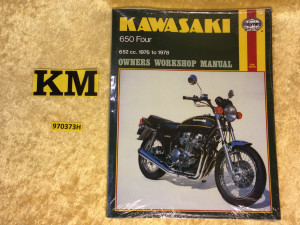 KM
970373H
KAWASAKI
650 Four
652 cc. 1976 to 1978
OWNERS WORKSHOP MANUAL